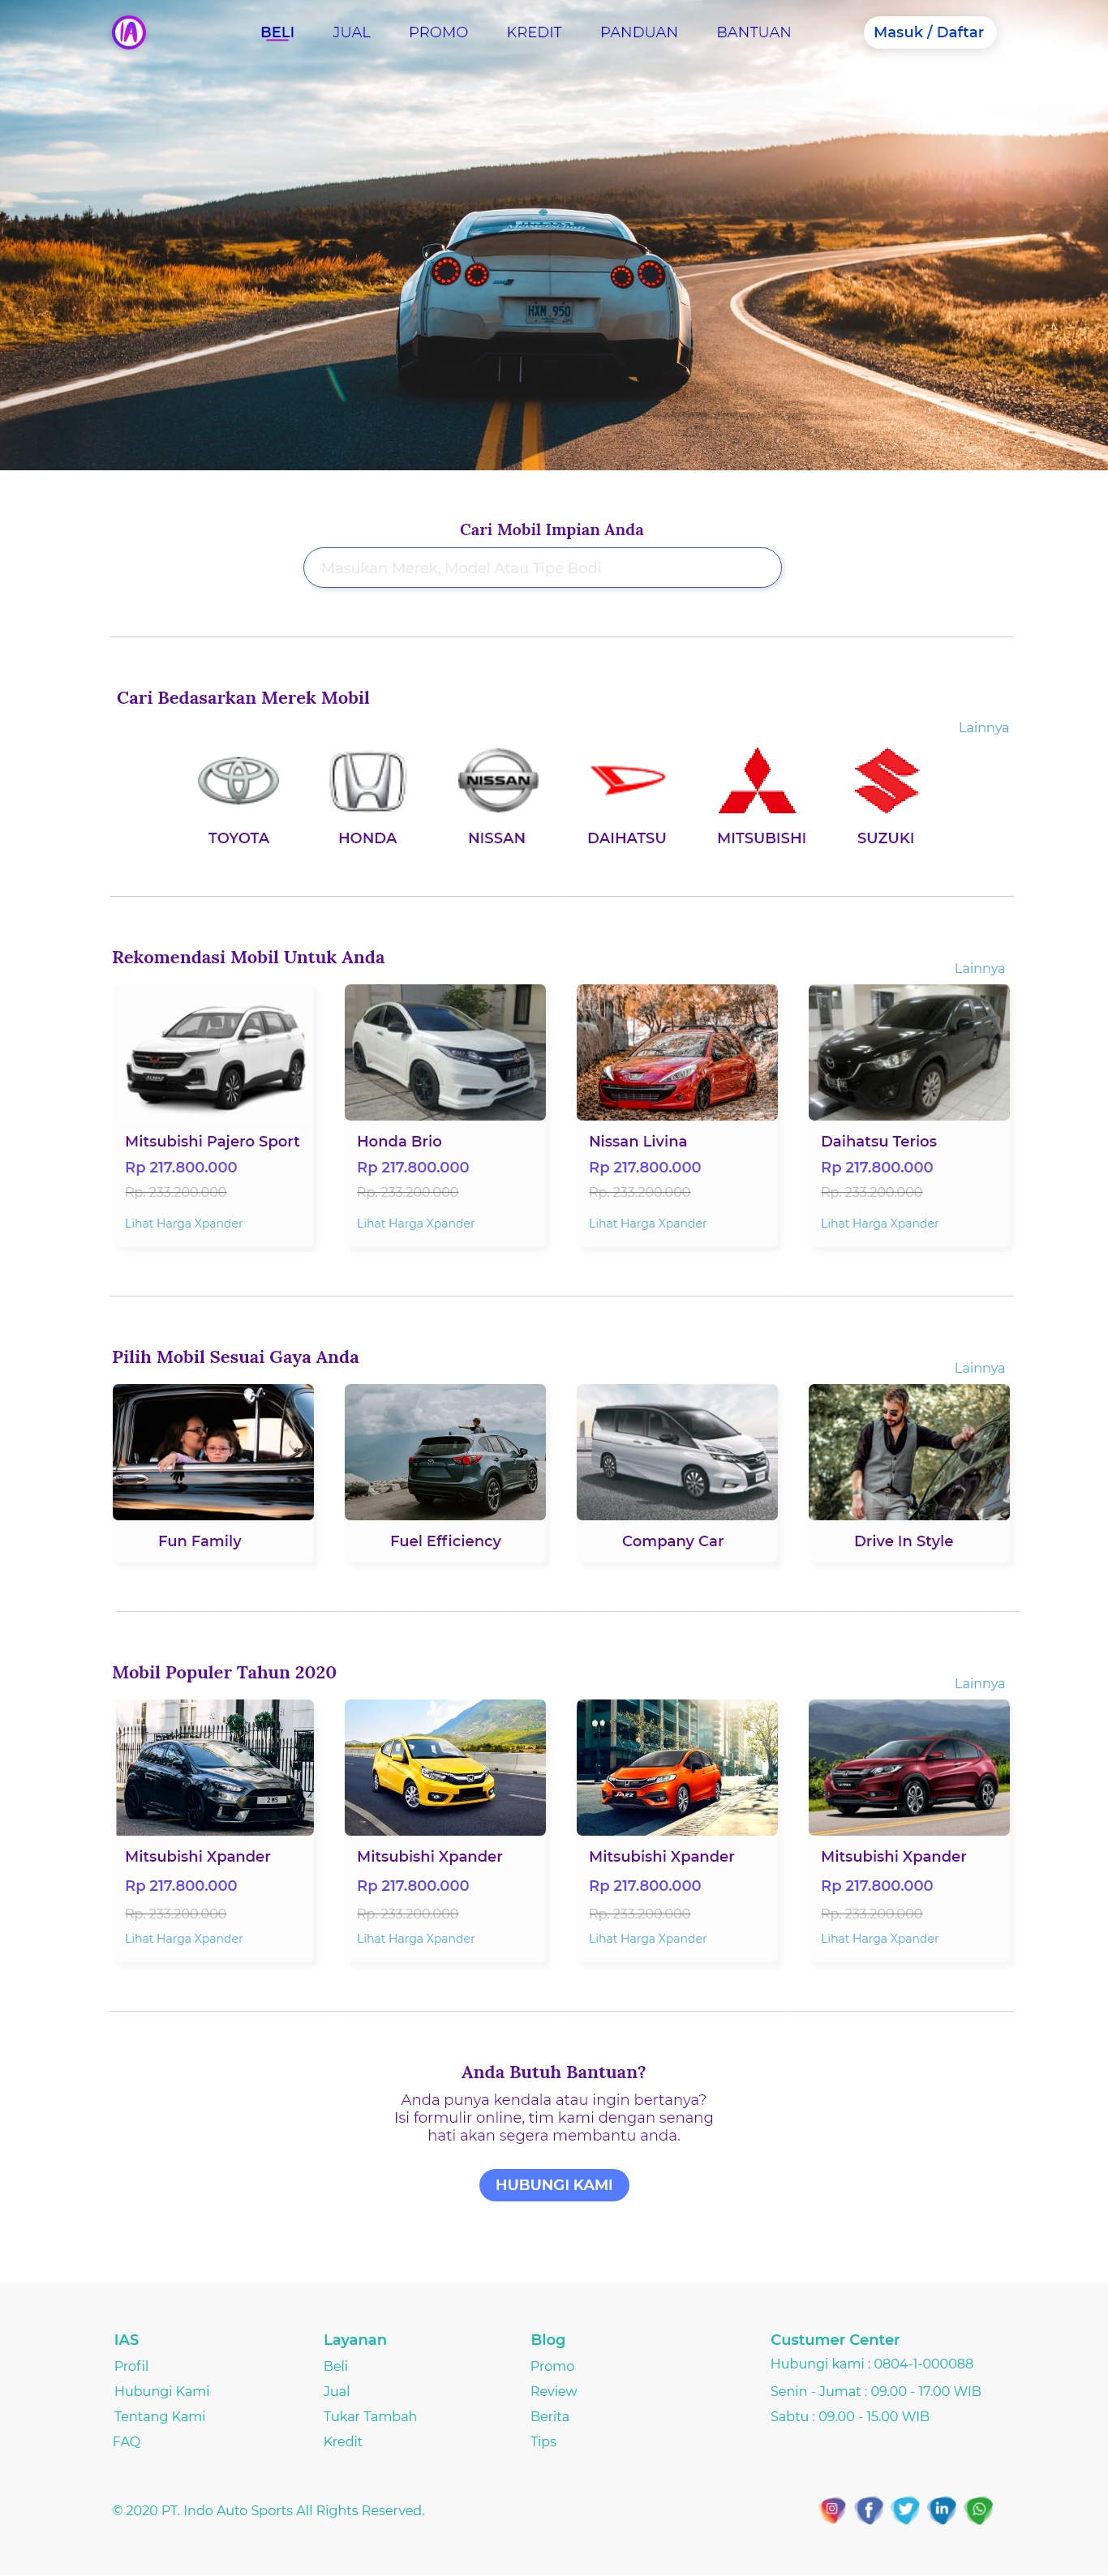 IA
BELI JUAL PROMO KREDIT PANDUAN BANTUAN Masuk / Daftar
HXM 950
Cari Mobil Impian Anda
Masukan Merek, Model Atau Tipe Bodi
Cari Bedasarkan Merek Mobil
Lainnya
NISSAN
TOYOTA HONDA NISSAN DAIHATSU MITSUBISHI SUZUKI
Rekomendasi Mobil Untuk Anda
Lainnya
Mitsubishi Pajero Sport Honda Brio Nissan Livina Daihatsu Terios
Rp 217.800.000 Rp 217.800.000 Rp 217.800.000 Rp 217.800.000
Rp. 233.200.000 Rp. 233.200.000 Rp. 233.200.000 Rp. 233.200.000
Lihat Harga Xpander Lihat Harga Xpander Lihat Harga Xpander Lihat Harga Xpander
Pilih Mobil Sesuai Gaya Anda
Lainnya
Fun Family Fuel Efficiency Company Car Drive In Style
Mobil Populer Tahun 2020
Lainnya
JAZZ
Mitsubishi Xpander Mitsubishi Xpander Mitsubishi Xpander Mitsubishi Xpander
Rp 217.800.000 Rp 217.800.000 Rp 217.800.000 Rp 217.800.000
Rp. 233.200.000 Rp. 233.200.000 Rp. 233.200.000 Rp. 233.200.000
Lihat Harga Xpander Lihat Harga Xpander Lihat Harga Xpander Lihat Harga Xpander
Anda Butuh Bantuan?
Anda punya kendala atau ingin bertanya?
Isi formulir online, tim kami dengan senang
hati akan segera membantu anda.
HUBUNGI KAMI
IAS Layanan Blog Custumer Center
Profil Beli Promo Hubungi kami : 0804-1-000088
Hubungi Kami Jual Review Senin - Jumat : 09.00 - 17.00 WIB
Tentang Kami Tukar Tambah Berita Sabtu : 09.00 - 15.00 WIB
FAQ Kredit Tips
© 2020 PT. Indo Auto Sports All Rights Reserved.